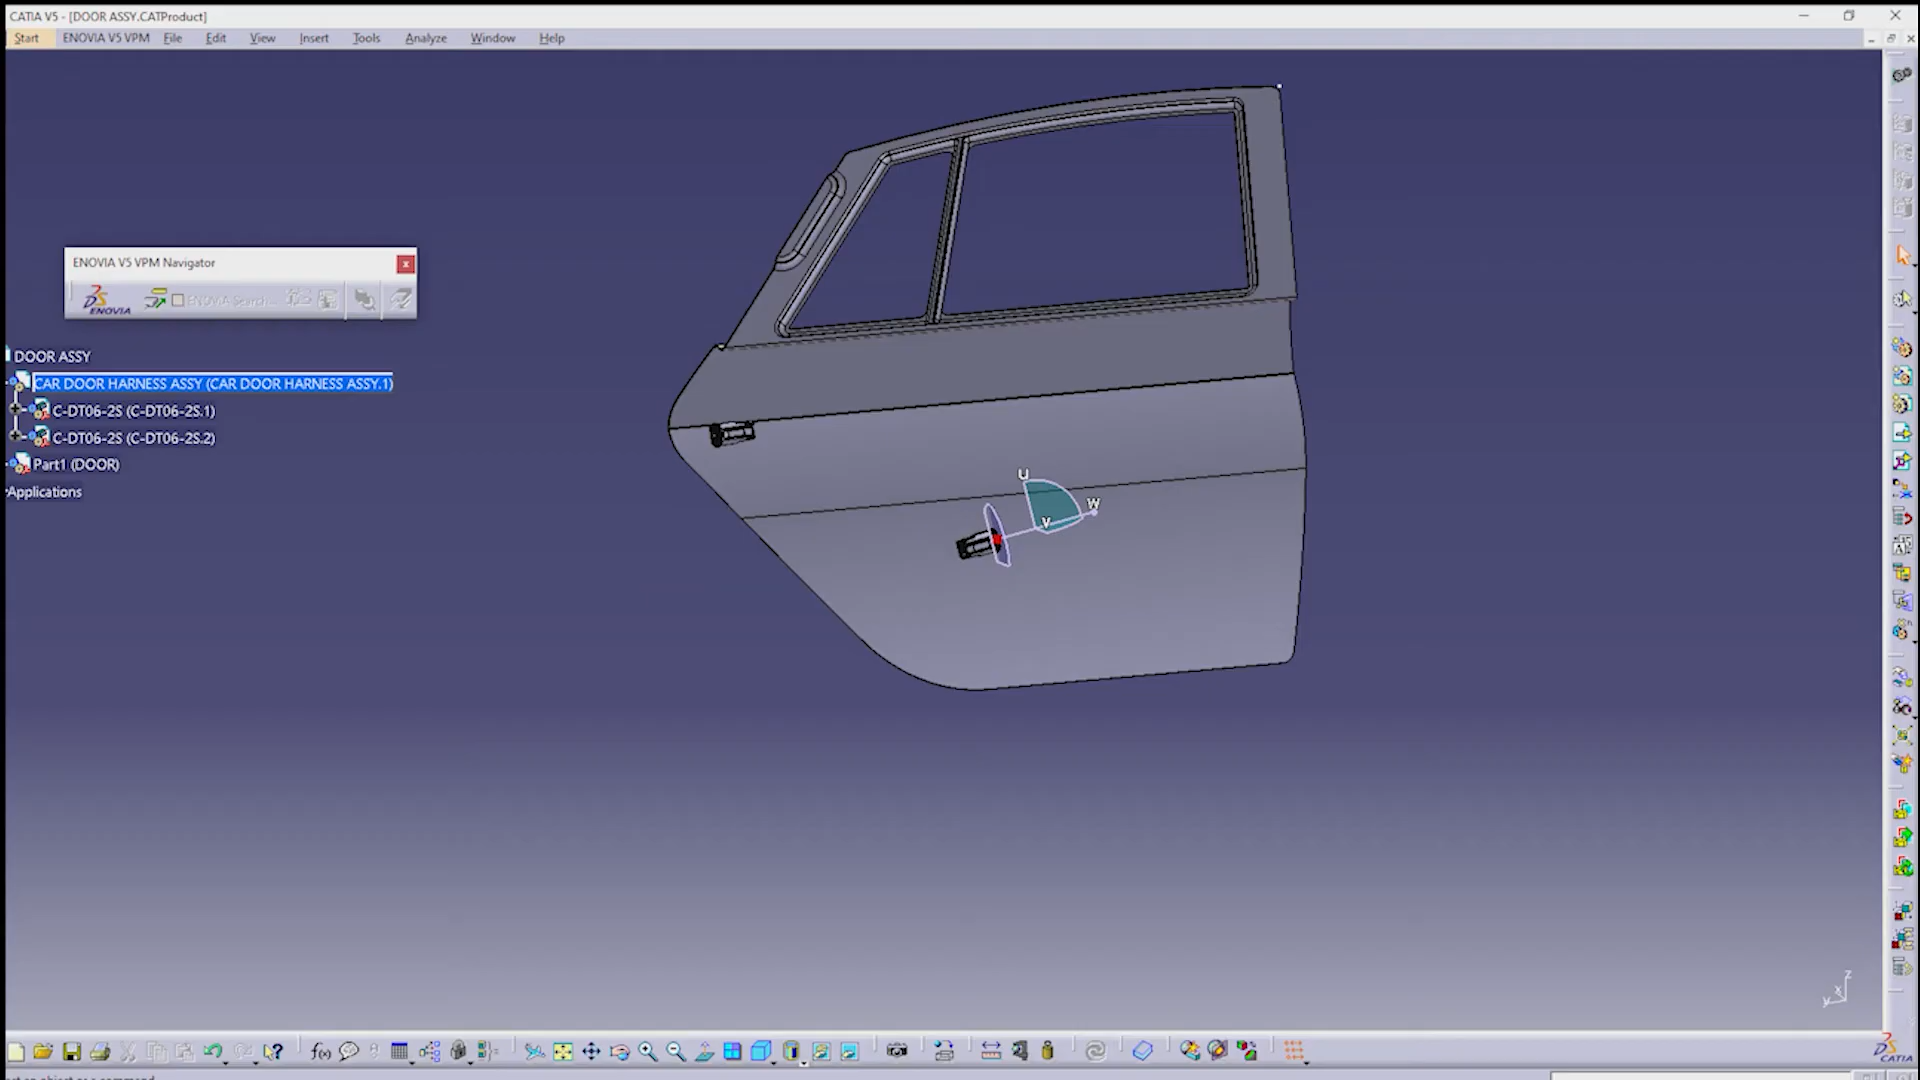 CATIA V5 - [DOOR ASSY.CATProduct]
Start ENOVIA V5 VPM File Edit View Insert Tools Analyze Window Help
ENOVIA V5 VPM Navigator
ENOVIA ENOVIA Search...
DOOR ASSY
CAR DOOR HARNESS ASSY (CAR DOOR HARNESS ASSY.1)
C-DT06-2S (C-DT06-2S.1)
C-DT06-2S (C-DT06-2S.2)
Part1 (DOOR)
Applications
U
W
V
z
x
y
f(x)
CATIA